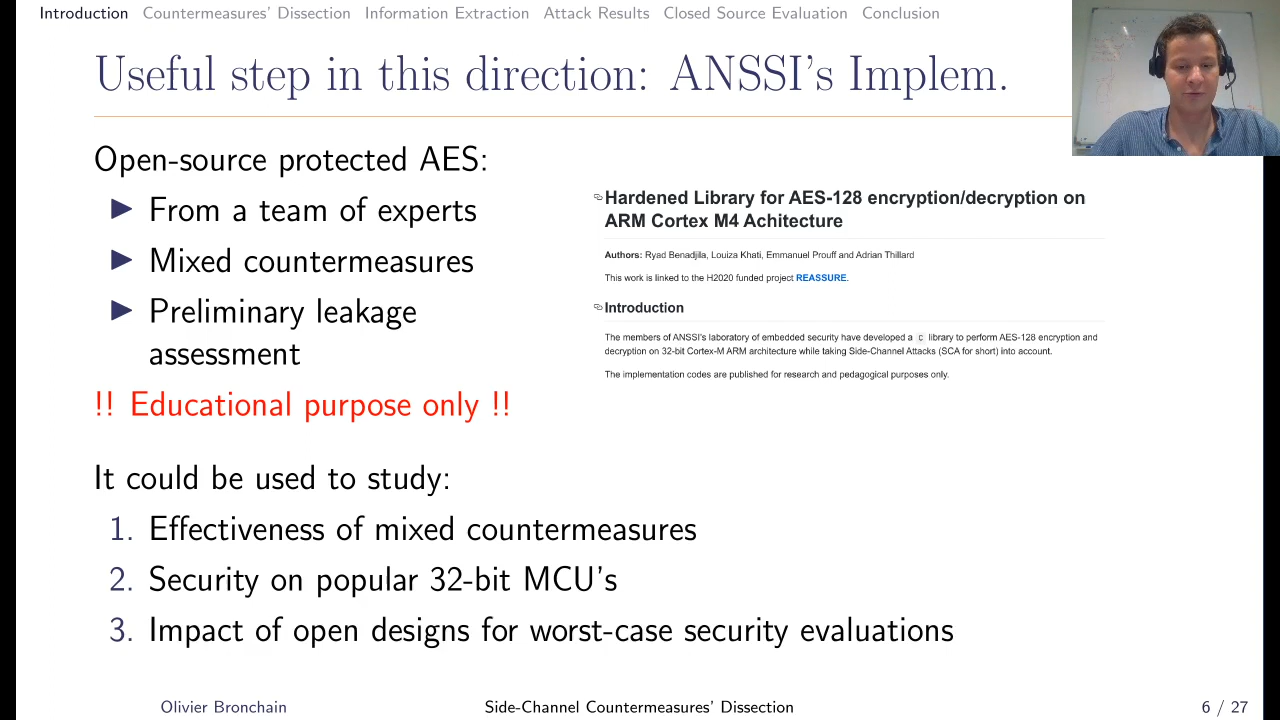 Introduction Countermeasures' Dissection Information Extraction Attack Results Closed Source Evaluation Conclusion
Useful step in this direction: ANSSI's Implem.
Open-source protected AES:
From a team of experts
Mixed countermeasures
Preliminary leakage
assessment
!! Educational purpose only !!
Hardened Library for AES-128 encryption/decryption on
ARM Cortex M4 Achitecture
Authors: Ryad Benadjila, Louiza Khati, Emmanuel Prouff and Adrian Thillard
This work is linked to the H2020 funded project REASSURE.
Introduction
The members of ANSSI's laboratory of embedded security have developed a C library to perform AES-128 encryption and
decryption on 32-bit Cortex-M ARM architecture while taking Side-Channel Attacks (SCA for short) into account.
The implementation codes are published for research and pedagogical purposes only.
It could be used to study:
1. Effectiveness of mixed countermeasures
2. Security on popular 32-bit MCU's
3. Impact of open designs for worst-case security evaluations
Olivier Bronchain Side-Channel Countermeasures' Dissection 6 / 27